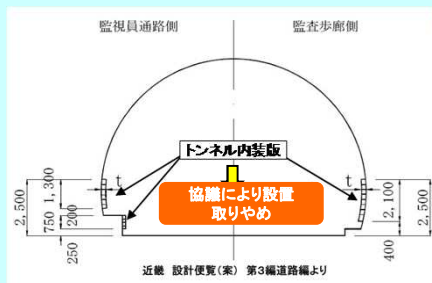 監視員通路側
監査歩廊側
トンネル内装版
t
t
協議により設置
取りやめ
2,500
1,300
200
750
250
2,100
2,500
400
近畿 設計便覧(案) 第3編道路編より